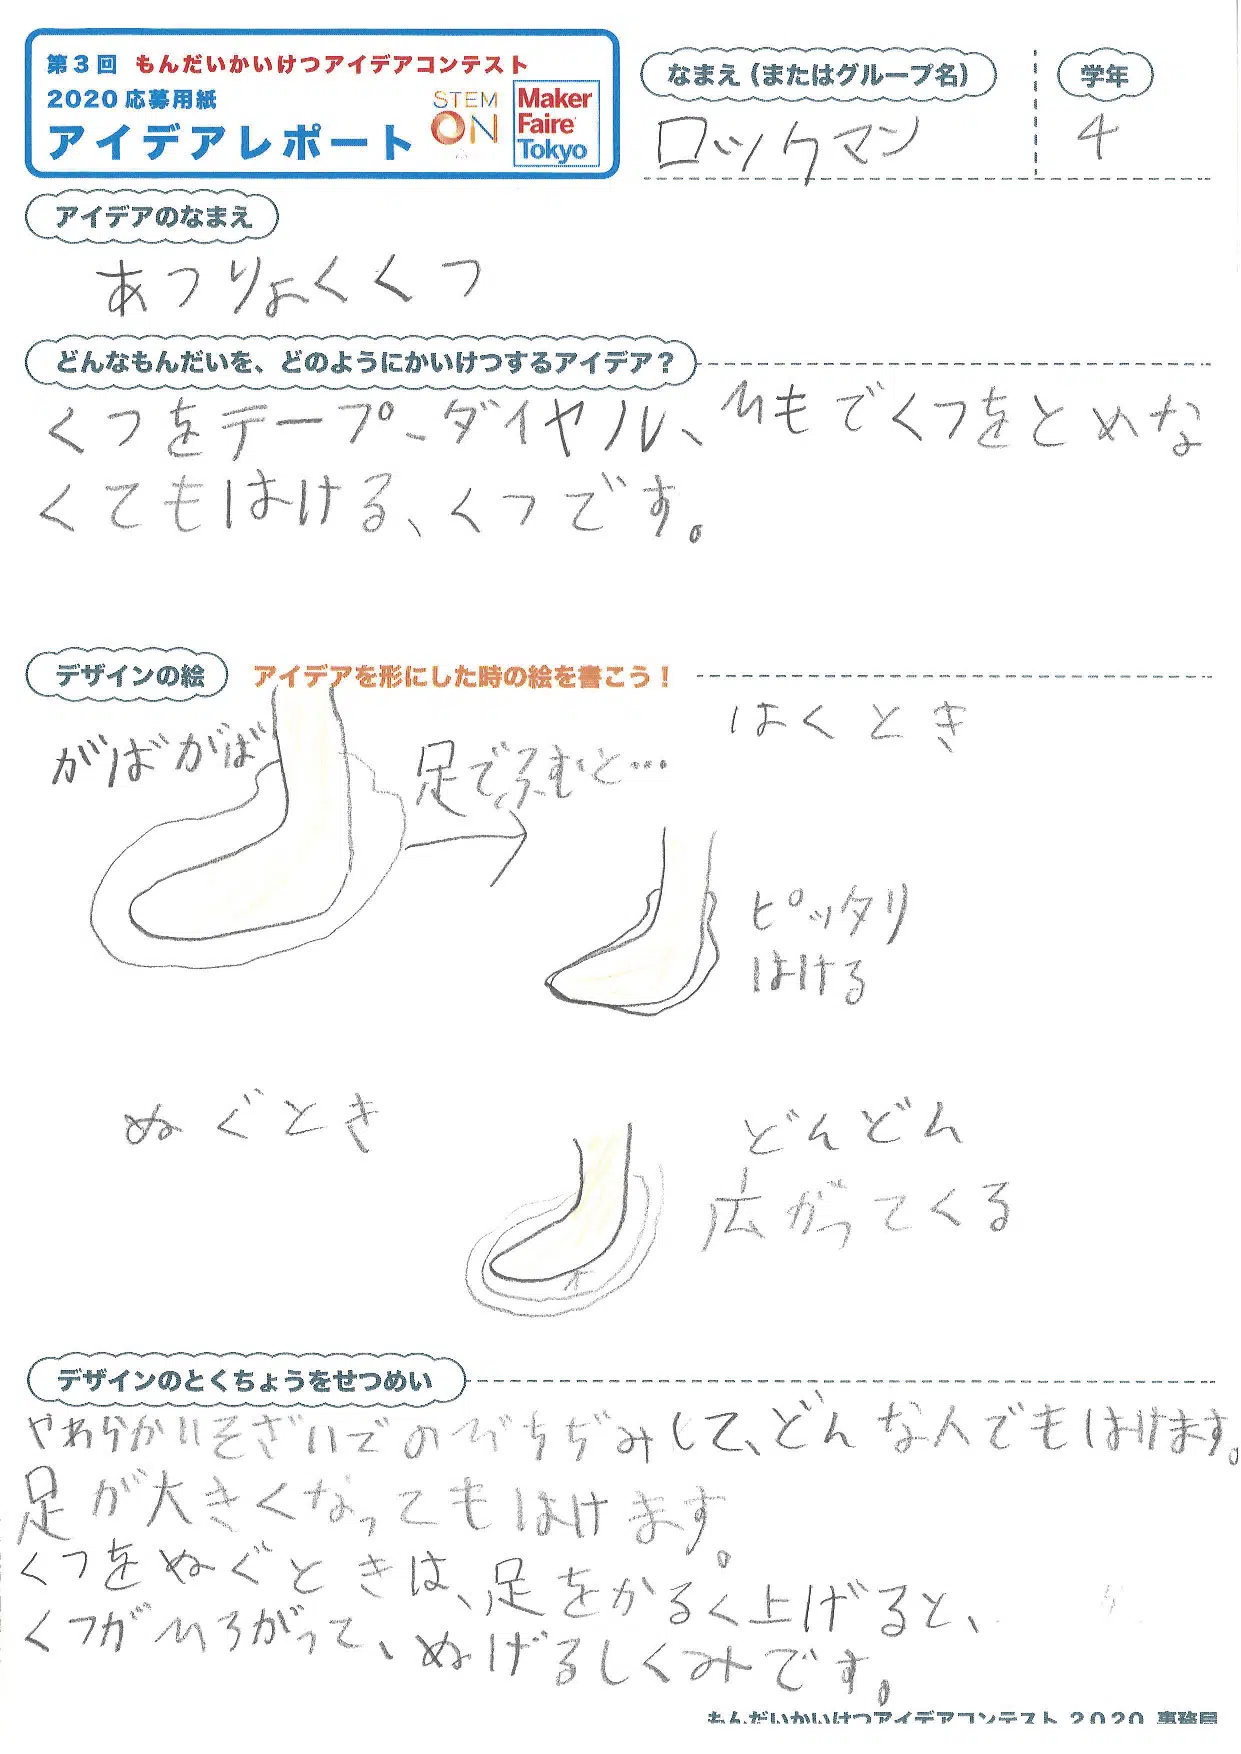 第3回 もんだいかいけつアイデアコンテスト
2020 応募用紙
アイデアレポート
STEM ON
Maker Faire Tokyo
なまえ(またはグループ名)
ロックマン
学年
4
アイデアのなまえ
あつりょくくつ
どんなもんだいを、どのようにかいけつするアイデア?
くつをテープ、ダイヤル、ひもでくつをとめな
くてもはける、くつです。
デザインの絵 アイデアを形にした時の絵を書こう!
はくとき
がばがば
足でふむと…
ピッタリ
はける
ぬぐとき
どんどん
広がってくる
デザインのとくちょうをせつめい
やわらかいそざいでのびちぢみして、どんな人でもはけます。
足が大きくなってもはけます。
くつをぬぐときは、足をかるく上げると、
くつがひろがって、ぬげるしくみです。
もんだいかいけつアイデアコンテスト 2020 事務局